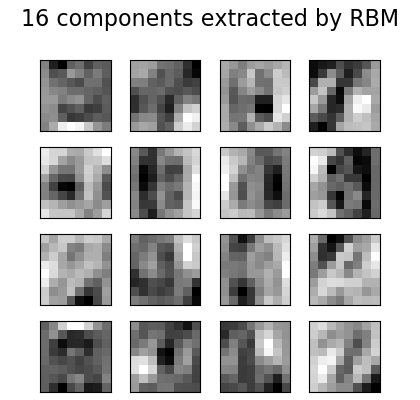 16 components extracted by RBM